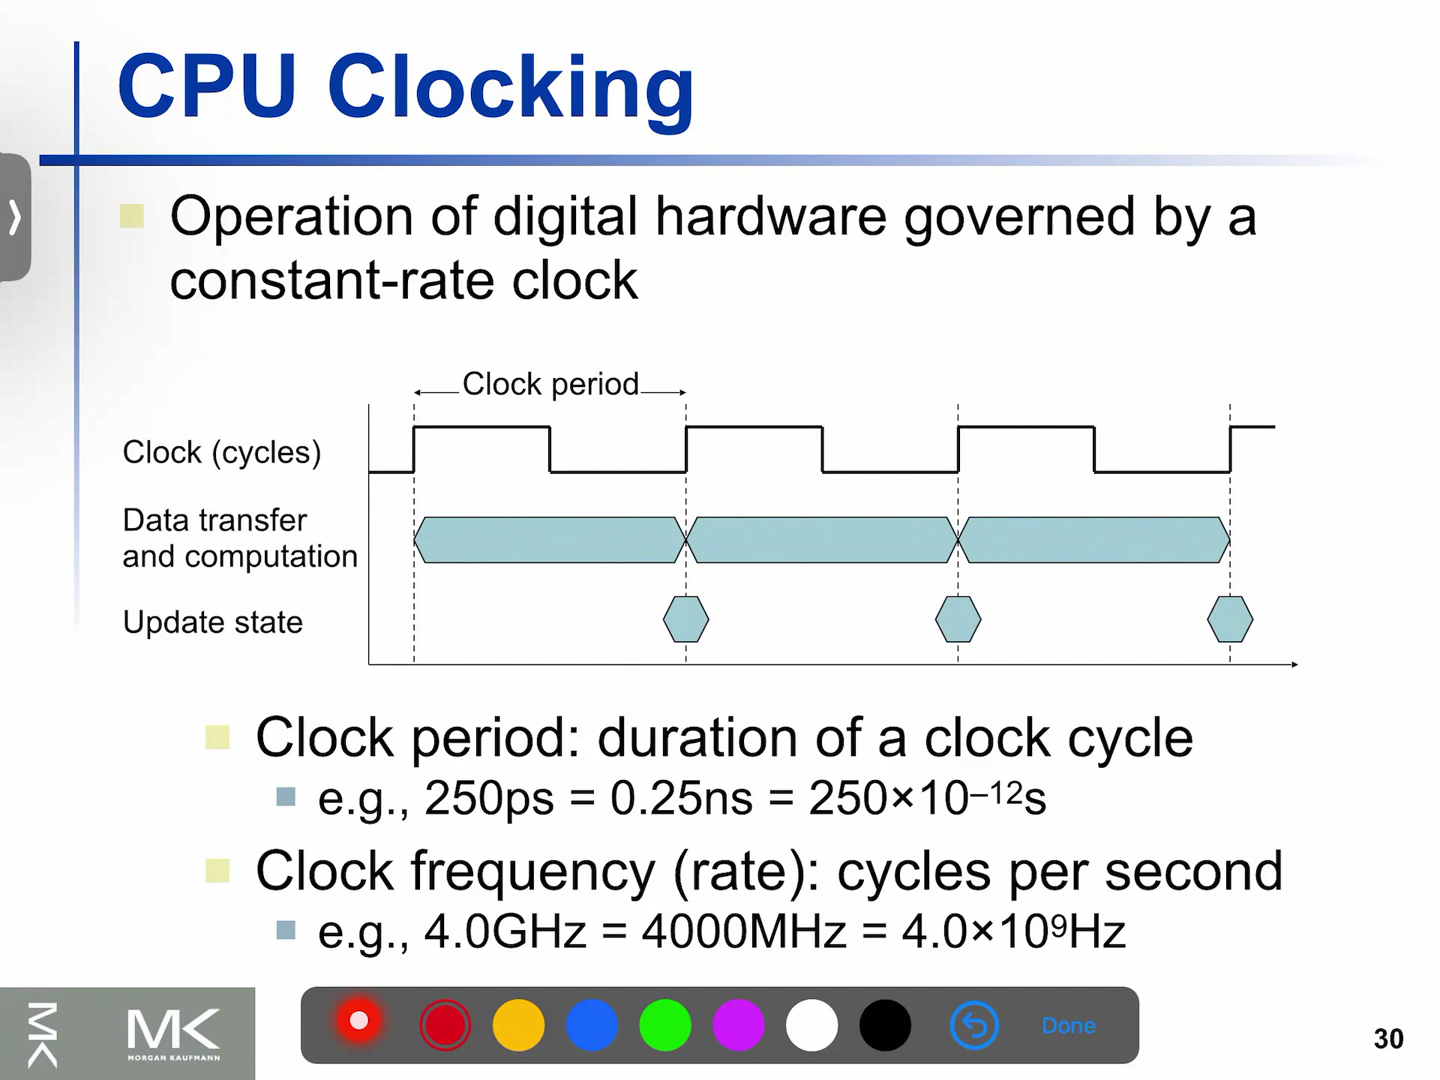 CPU Clocking
Operation of digital hardware governed by a
constant-rate clock
Clock period
Clock (cycles)
Data transfer
and computation
Update state
Clock period: duration of a clock cycle
e.g., 250ps = 0.25ns = 250×10⁻¹²s
Clock frequency (rate): cycles per second
e.g., 4.0GHz = 4000MHz = 4.0×10⁹Hz
MK
MK
MORGAN KAUFMANN
Done
30